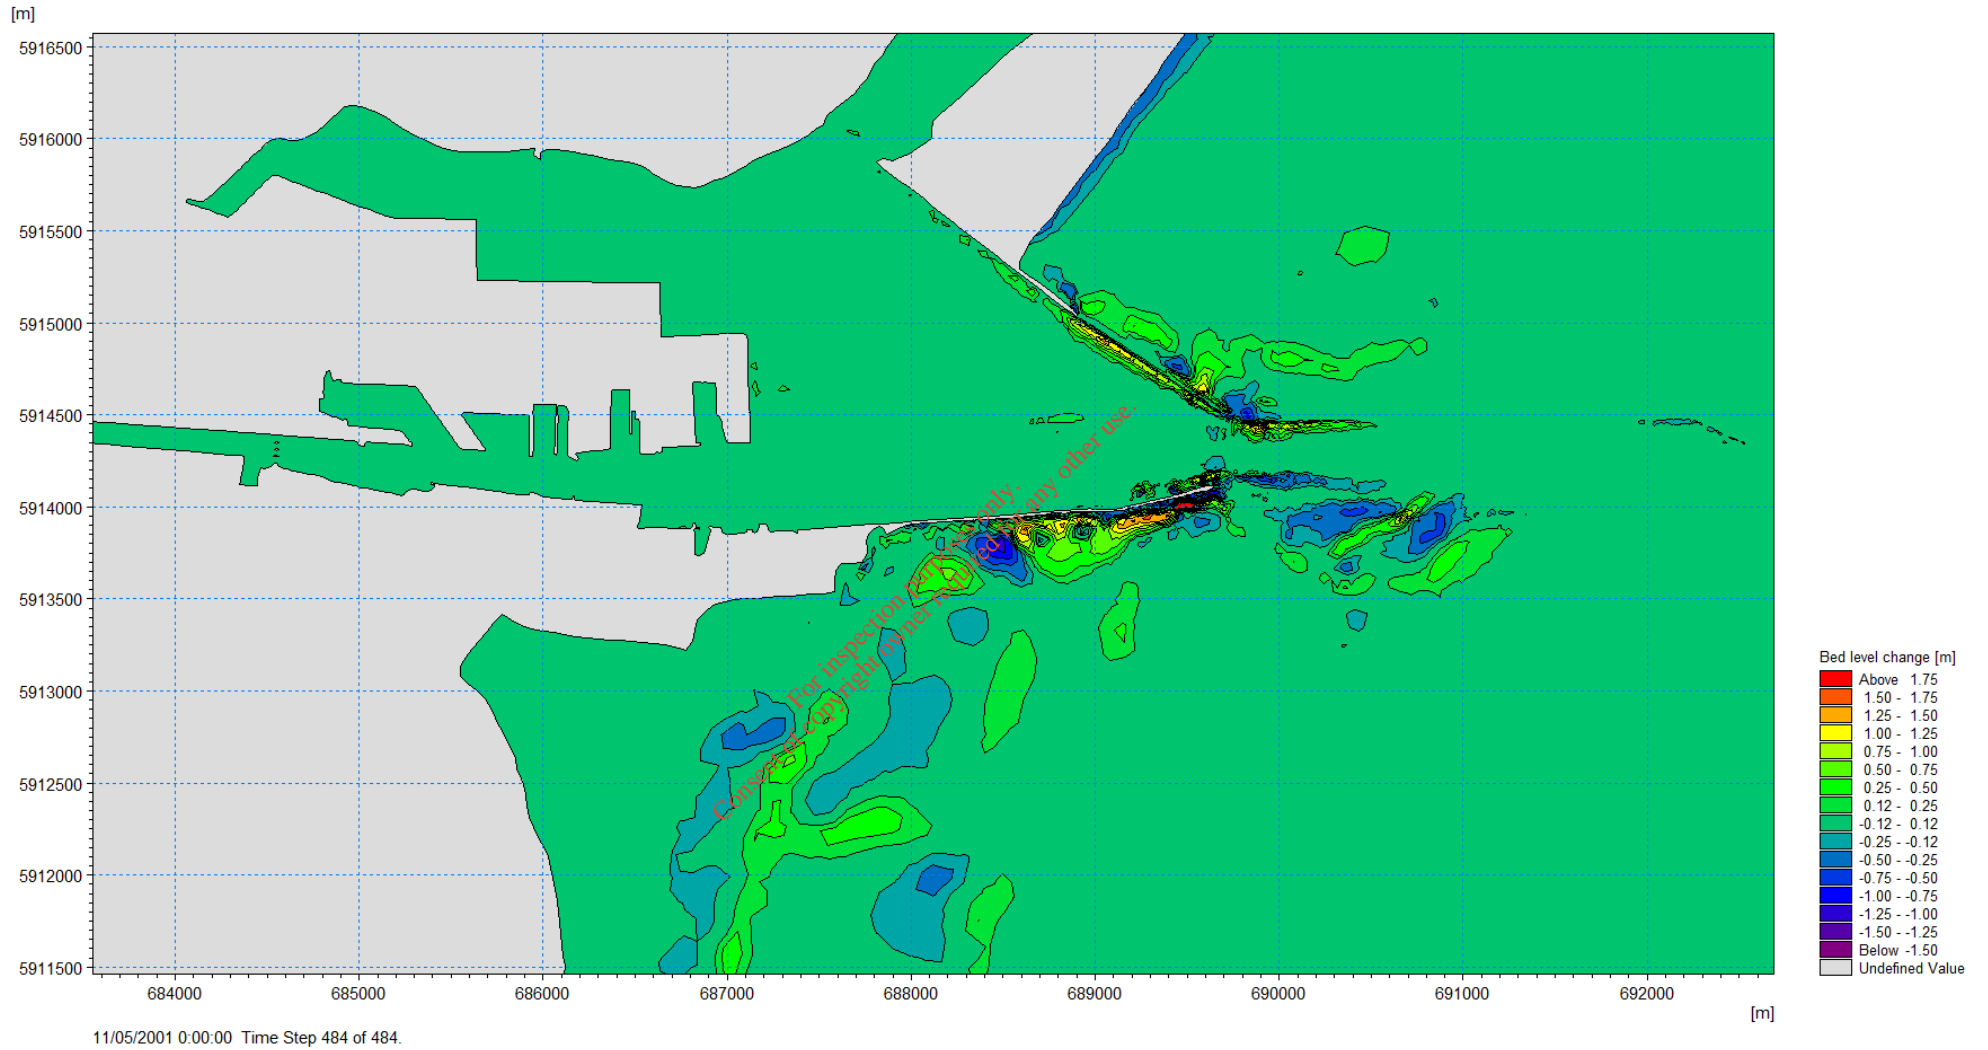 [m]
5916500
5916000
5915500
5915000
5914500
5914000
5913500
5913000
5912500
5912000
5911500
684000 685000 686000 687000 688000 689000 690000 691000 692000
[m]
For inspection purposes only.
Consent of copyright owner required for any other use.
Bed level change [m]
Above 1.75
1.50 - 1.75
1.25 - 1.50
1.00 - 1.25
0.75 - 1.00
0.50 - 0.75
0.25 - 0.50
0.12 - 0.25
-0.12 - 0.12
-0.25 - -0.12
-0.50 - -0.25
-0.75 - -0.50
-1.00 - -0.75
-1.25 - -1.00
-1.50 - -1.25
Below -1.50
Undefined Value
11/05/2001 0:00:00 Time Step 484 of 484.